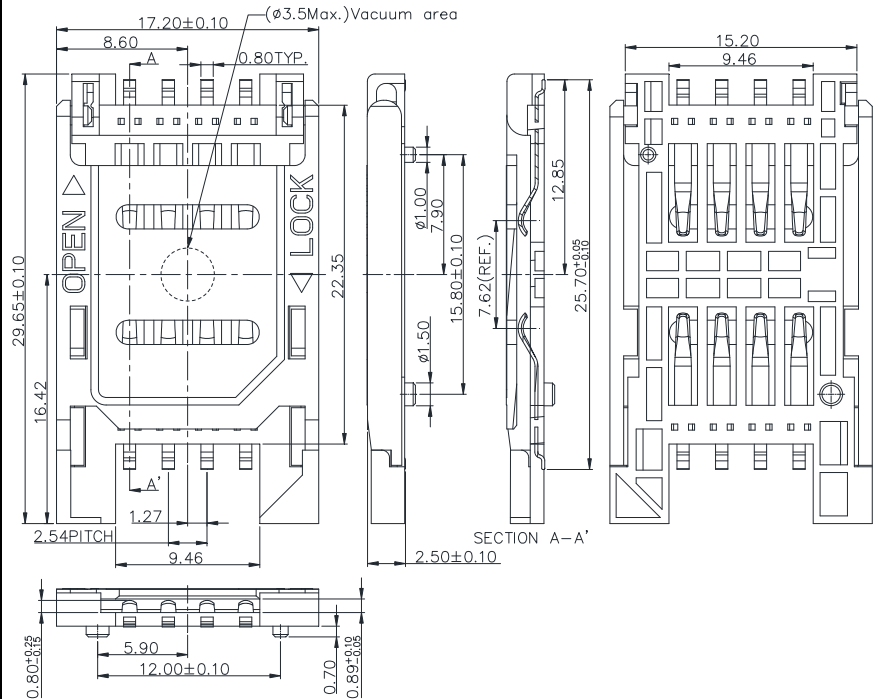 (ø3.5Max.)Vacuum area
17.20±0.10
8.60
A
0.80TYP.
15.20
9.46
OPEN
LOCK
29.65±0.10
16.42
22.35
ø1.00
7.90
15.80±0.10
ø1.50
7.62(REF.)
12.85
25.70+0.05 -0.10
A'
1.27
2.54PITCH
9.46
2.50±0.10
SECTION A-A'
0.80+0.25 -0.15
5.90
12.00±0.10
0.70
0.89+0.10 -0.05